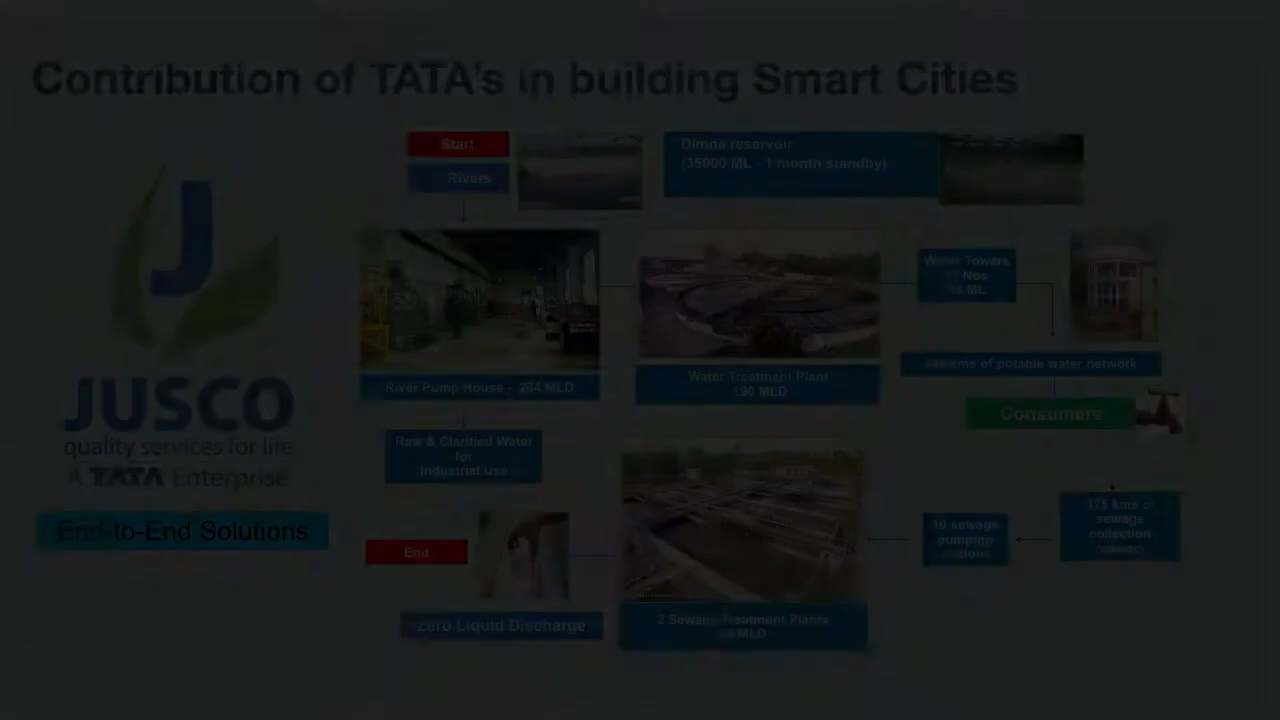 Contribution of TATA's in building Smart Cities
Start
Rivers
Dimna reservoir
(35000 ML - 1 month standby)
J
JUSCO
quality services for life
A TATA Enterprise
End-to-End Solutions
River Pump House - 284 MLD
Water Treatment Plant
MLD
Water Towers
Nos
ML
of potable water network
Consumers
Raw & Clarified Water
for
Industrial Use
175 kms of
sewage
collection
network
10 sewage
pumping
stations
2 Sewage Treatment Plants
MLD
End
Zero Liquid Discharge